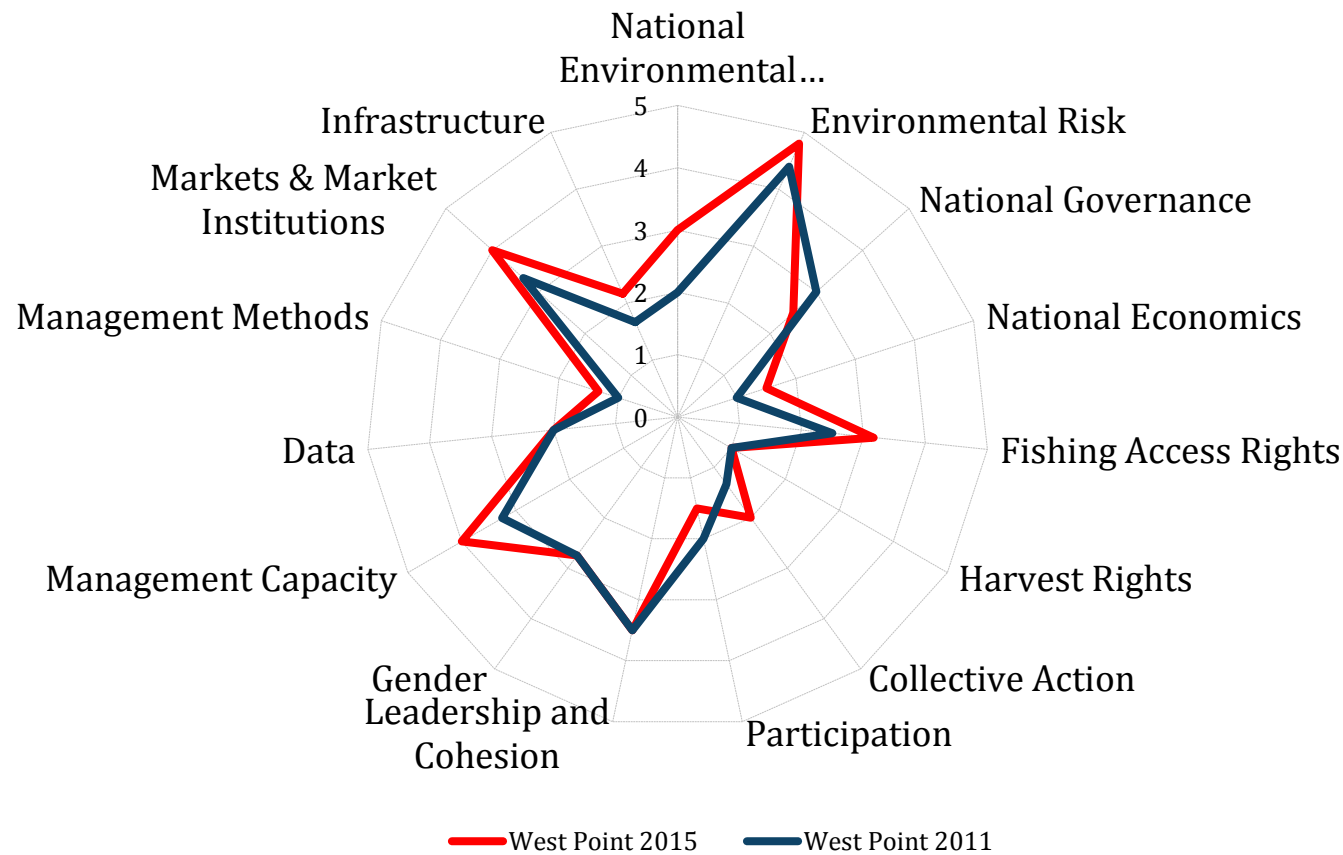 National
Environmental…
Environmental Risk
National Governance
National Economics
Fishing Access Rights
Harvest Rights
Collective Action
Participation
Leadership and
Cohesion
Gender
Management Capacity
Data
Management Methods
Markets & Market
Institutions
Infrastructure
5
4
3
2
1
0
West Point 2015
West Point 2011